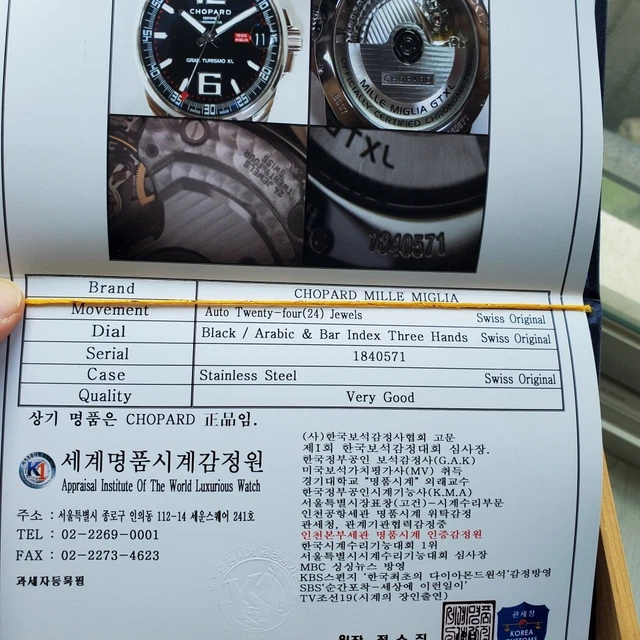 CHOPARD
GRAN TURISMO XL
12
11
6
35
30
25
MILLE MIGLIA GTXL
OFFICIALLY CERTIFIED
CHOPARD
GTXL
1840571
Brand CHOPARD MILLE MIGLIA
Movement Auto Twenty-four(24) Jewels Swiss Original
Dial Black / Arabic & Bar Index Three Hands Swiss Original
Serial 1840571
Case Stainless Steel Swiss Original
Quality Very Good
상기 명품은 CHOPARD 正品임.
K1 세계명품시계감정원
Appraisal Institute Of The World Luxurious Watch
주소 : 서울특별시 종로구 인의동 112-14 세운스퀘어 241호
TEL : 02-2269-0001
FAX : 02-2273-4623
과세자등록필
(사)한국보석감정사협회 고문
제1회 한국보석감정대회 심사장.
한국정부공인 보석감정사(G.A.K)
미국보석가치평가사(MV) 취득
경기대학교 "명품시계" 외래교수
한국정부공인시계기능사(K.M.A)
서울특별시장표창(고건)-시계수리부문
인천공항세관 명품시계 위탁감정
관세청, 관계기관협력감정중
인천본부세관 명품시계 인증감정원
한국시계수리기능대회 1위
서울특별시계수리기능대회 심사장
MBC 싱싱뉴스 방영
KBS스펀지 '한국최초의 다이아몬드원석'감정방영
SBS'순간포착-세상에 이런일이'
TV조선19(시계의 장인출연)
관세청
KOREA
CUSTOMS